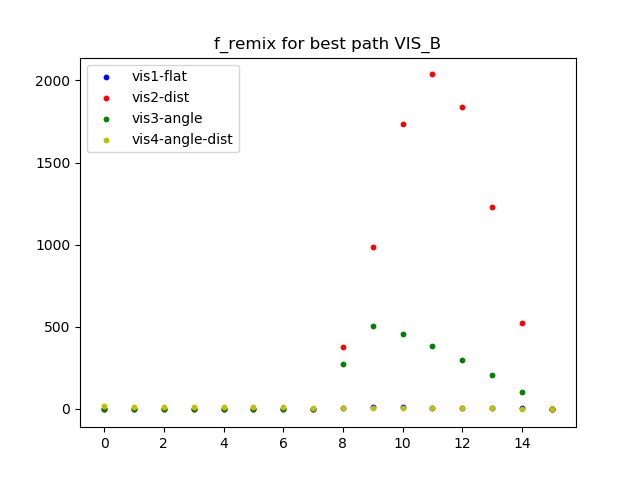 f_remix for best path VIS_B
vis1-flat
vis2-dist
vis3-angle
vis4-angle-dist
2000
1500
1000
500
0
0 2 4 6 8 10 12 14